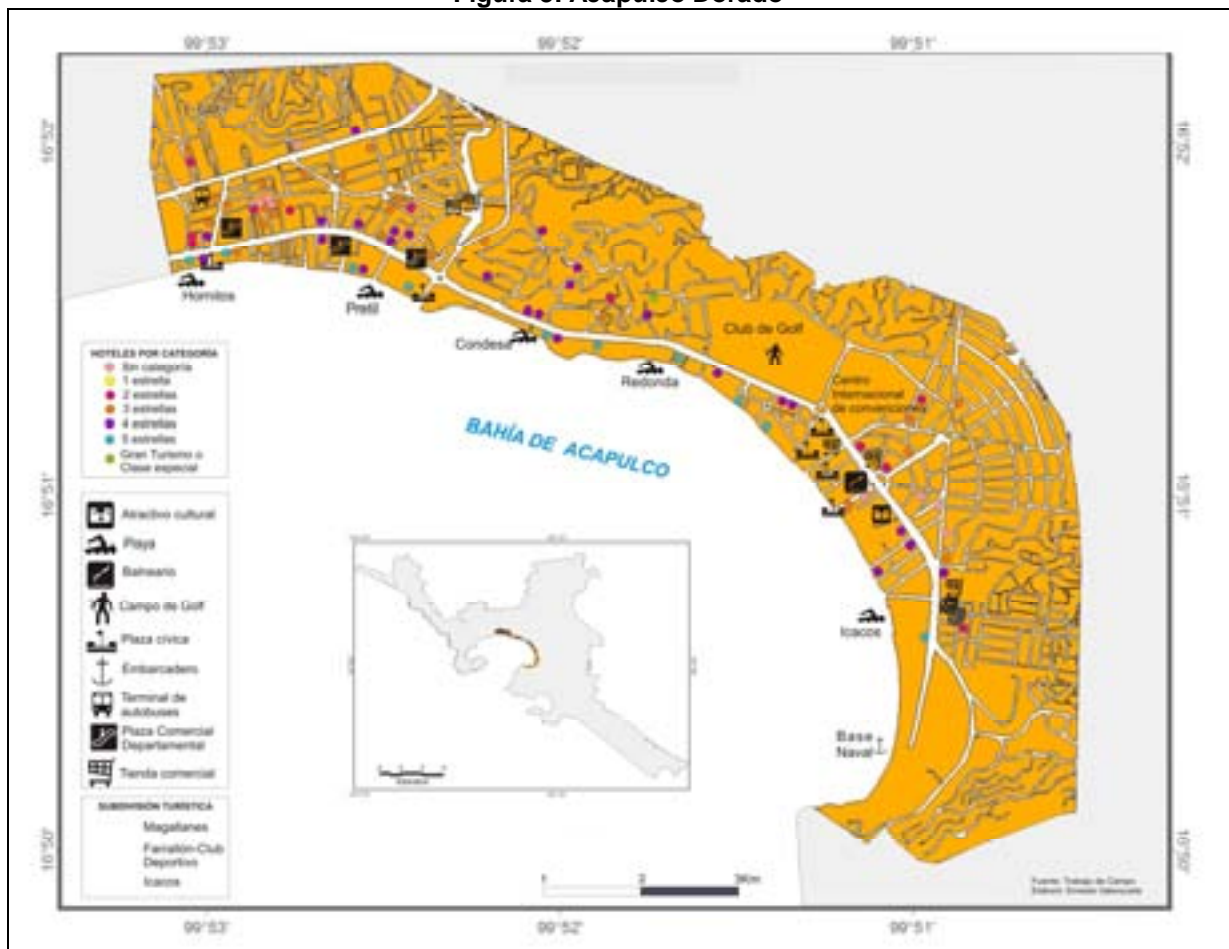 Figura 3. Acapulco Dorado
99°53'
99°52'
99°51'
16°52'
16°52'
16°51'
16°51'
16°50'
16°50'
Hornitos
Pretil
Condesa
Redonda
Club de Golf
Centro
Internacional
de convenciones
BAHÍA DE ACAPULCO
Icacos
Base
Naval
HOTELES POR CATEGORÍA
Sin categoría
1 estrella
2 estrellas
3 estrellas
4 estrellas
5 estrellas
Gran Turismo o
Clase especial
Atractivo cultural
Playa
Balneario
Campo de Golf
Plaza cívica
Embarcadero
Terminal de
autobuses
Plaza Comercial
Departamental
Tienda comercial
SUBDIVISIÓN TURÍSTICA
Magallanes
Farrallón-Club
Deportivo
Icacos
1 2 3Km
Fuente: Trabajo de Campo
Elaboró: Ernesto Valenzuela
99°53'
99°52'
99°51'